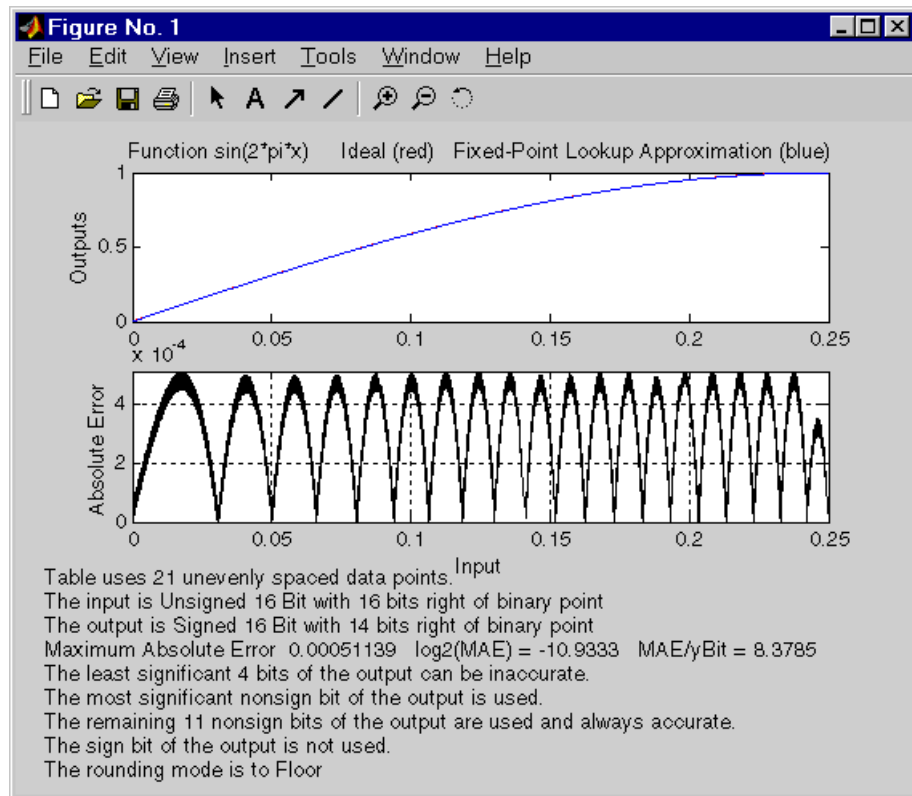 Figure No. 1
File Edit View Insert Tools Window Help
A
Function sin(2*pi*x) Ideal (red) Fixed-Point Lookup Approximation (blue)
1
0.5
0
Outputs
0 0.05 0.1 0.15 0.2 0.25
x 10^-4
4
2
0
Absolute Error
0 0.05 0.1 0.15 0.2 0.25
Input
Table uses 21 unevenly spaced data points.
The input is Unsigned 16 Bit with 16 bits right of binary point
The output is Signed 16 Bit with 14 bits right of binary point
Maximum Absolute Error 0.00051139 log2(MAE) = -10.9333 MAE/yBit = 8.3785
The least significant 4 bits of the output can be inaccurate.
The most significant nonsign bit of the output is used.
The remaining 11 nonsign bits of the output are used and always accurate.
The sign bit of the output is not used.
The rounding mode is to Floor